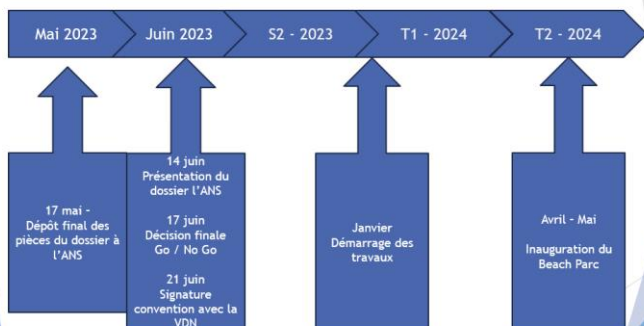 Mai 2023
Juin 2023
S2 - 2023
T1 - 2024
T2 - 2024
17 mai -
Dépôt final des
pièces du dossier à
l'ANS
14 juin
Présentation du
dossier l'ANS
17 juin
Décision finale
Go / No Go
21 juin
Signature
convention avec la
VDN
Janvier
Démarrage des
travaux
Avril - Mai
Inauguration du
Beach Parc